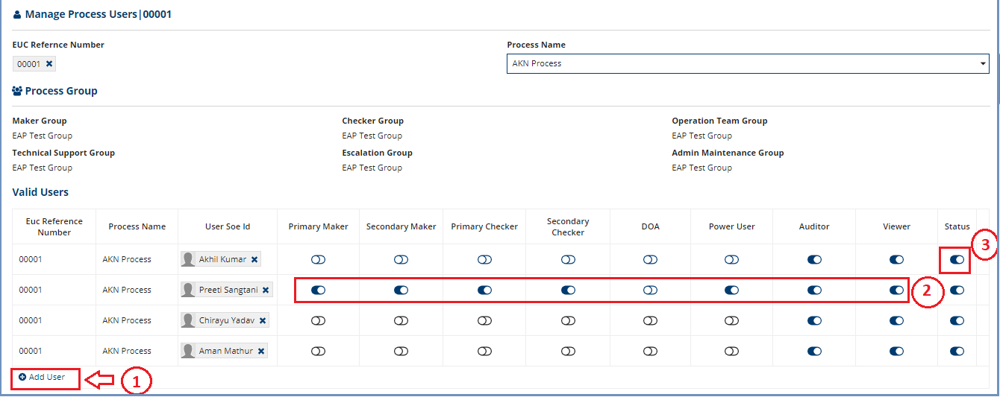 Manage Process Users|00001
EUC Refernce Number
Process Name
00001
AKN Process
Process Group
Maker Group
Checker Group
Operation Team Group
EAP Test Group
EAP Test Group
EAP Test Group
Technical Support Group
Escalation Group
Admin Maintenance Group
EAP Test Group
EAP Test Group
EAP Test Group
Valid Users
Euc Reference Number
Process Name
User Soe Id
Primary Maker
Secondary Maker
Primary Checker
Secondary Checker
DOA
Power User
Auditor
Viewer
Status
3
00001
AKN Process
Akhil Kumar
00001
AKN Process
Preeti Sangtani
2
00001
AKN Process
Chirayu Yadav
00001
AKN Process
Aman Mathur
Add User
1